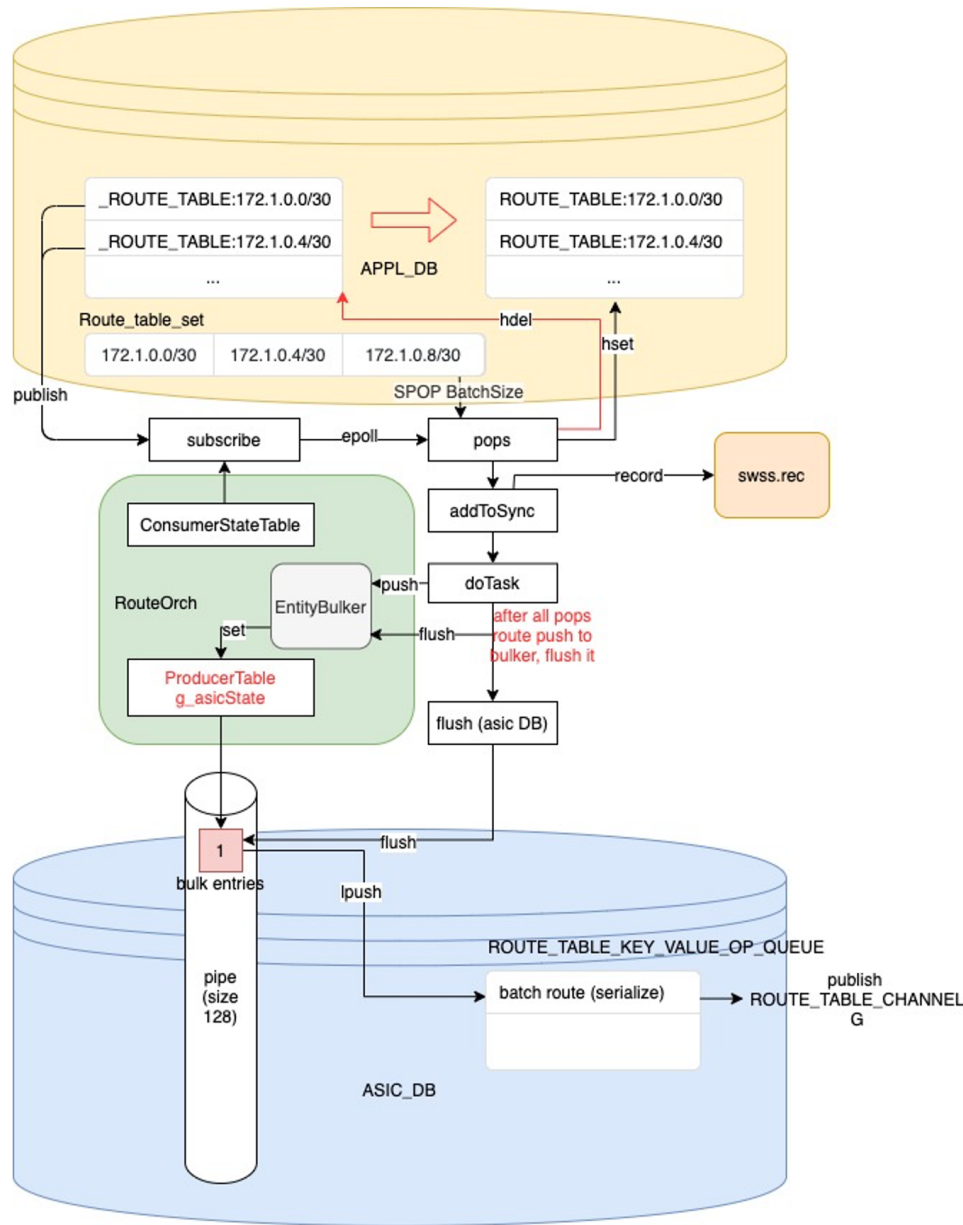 _ROUTE_TABLE:172.1.0.0/30
ROUTE_TABLE:172.1.0.0/30
_ROUTE_TABLE:172.1.0.4/30
ROUTE_TABLE:172.1.0.4/30
...
...
APPL_DB
Route_table_set
hdel
172.1.0.0/30
172.1.0.4/30
172.1.0.8/30
hset
publish
SPOP BatchSize
subscribe
epoll
pops
record
swss.rec
addToSync
ConsumerStateTable
RouteOrch
EntityBulker
push
doTask
after all pops
route push to
bulker, flush it
set
flush
ProducerTable
g_asicState
flush (asic DB)
1
flush
bulk entries
lpush
ROUTE_TABLE_KEY_VALUE_OP_QUEUE
pipe
(size
128)
batch route (serialize)
publish
ROUTE_TABLE_CHANNEL
G
ASIC_DB